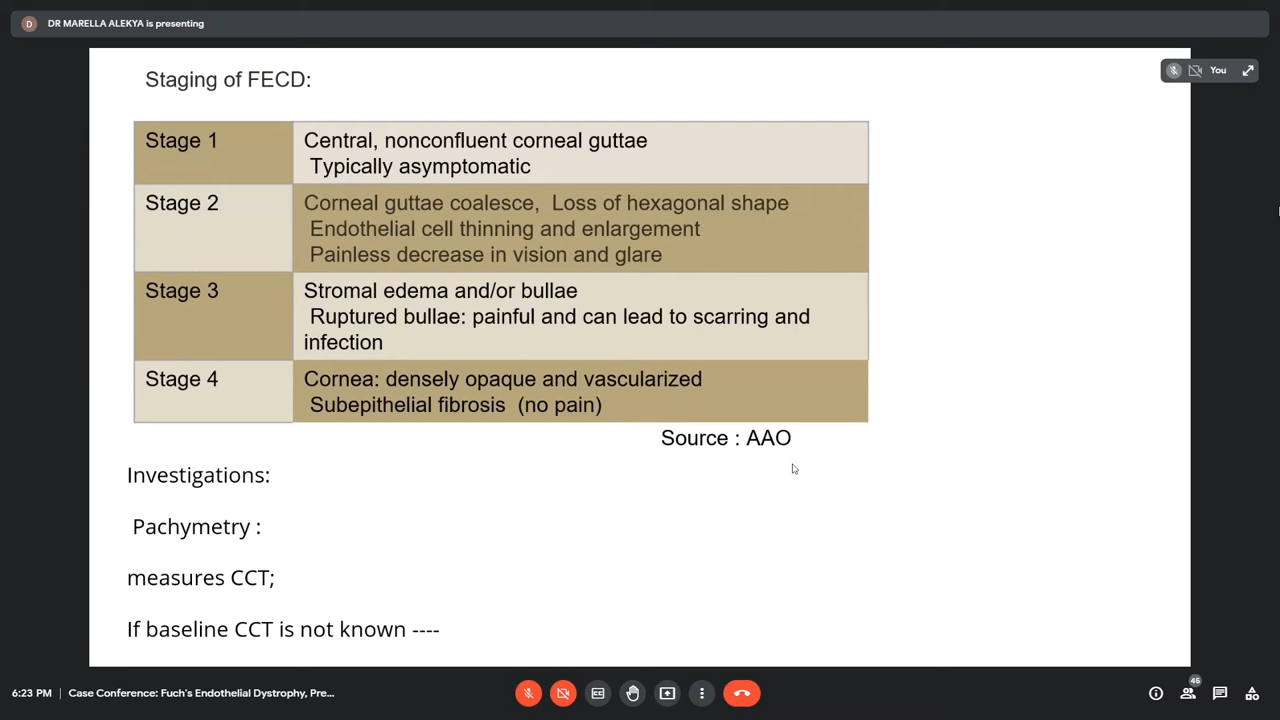 D DR MARELLA ALEKYA is presenting
You
Staging of FECD:
Stage 1
Central, nonconfluent corneal guttae
Typically asymptomatic
Stage 2
Corneal guttae coalesce, Loss of hexagonal shape
Endothelial cell thinning and enlargement
Painless decrease in vision and glare
Stage 3
Stromal edema and/or bullae
Ruptured bullae: painful and can lead to scarring and
infection
Stage 4
Cornea: densely opaque and vascularized
Subepithelial fibrosis (no pain)
Source : AAO
Investigations:
Pachymetry :
measures CCT;
If baseline CCT is not known ----
6:23 PM | Case Conference: Fuch's Endothelial Dystrophy, Pre...
CC
46